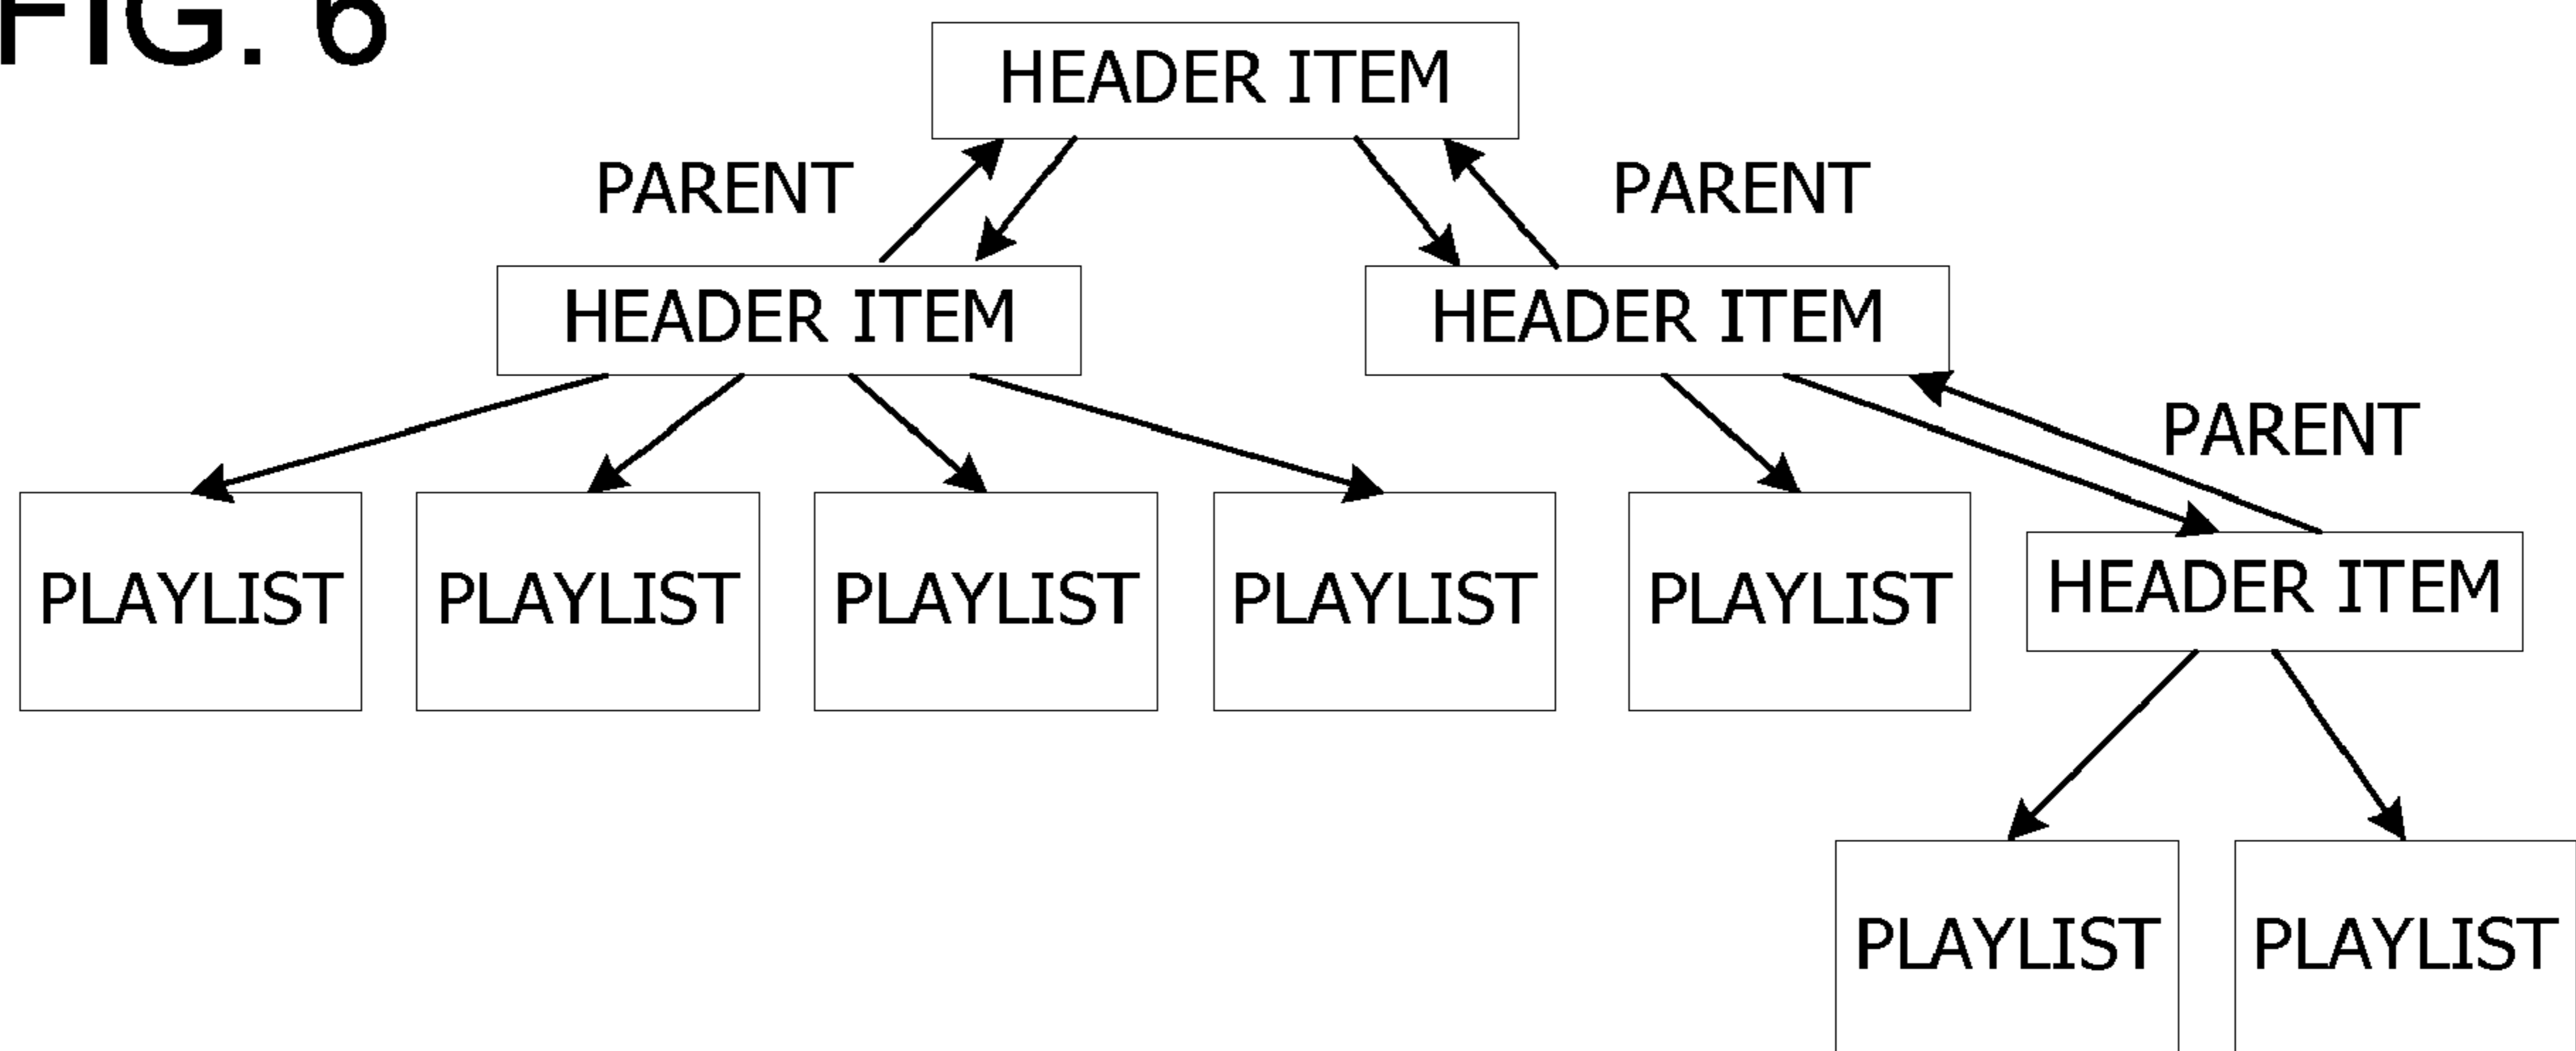 FIG. 6
HEADER ITEM
PARENT PARENT
HEADER ITEM HEADER ITEM
PARENT
PLAYLIST PLAYLIST PLAYLIST PLAYLIST PLAYLIST HEADER ITEM
PLAYLIST PLAYLIST